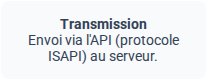 Transmission
Envoi via l'API (protocole
ISAPI) au serveur.